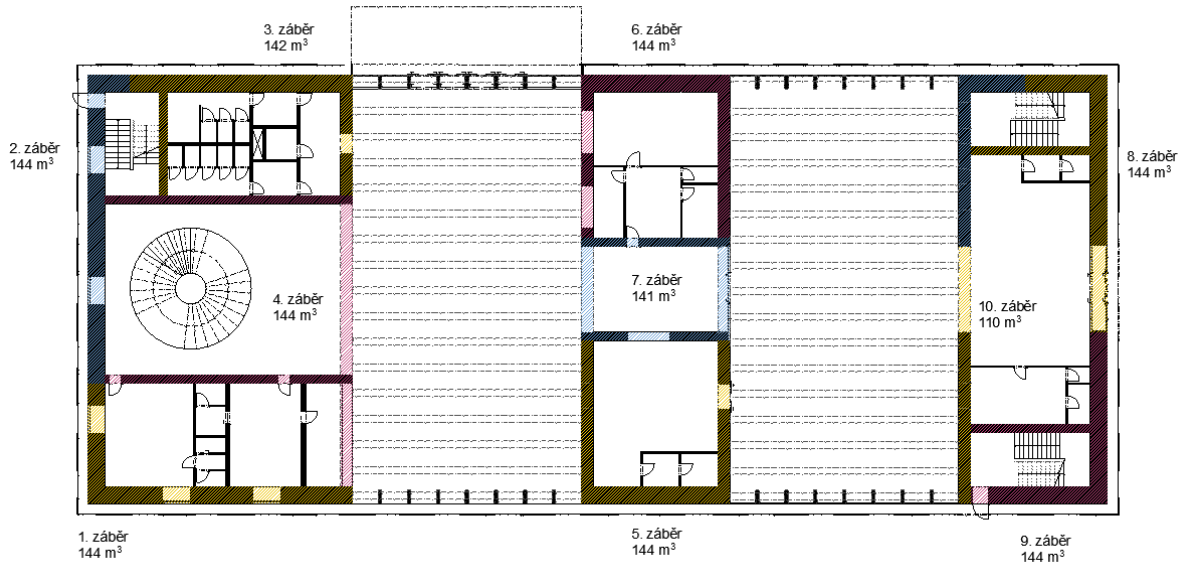 3. záběr
142 m³
6. záběr
144 m³
2. záběr
144 m³
8. záběr
144 m³
4. záběr
144 m³
7. záběr
141 m³
10. záběr
110 m³
1. záběr
144 m³
5. záběr
144 m³
9. záběr
144 m³